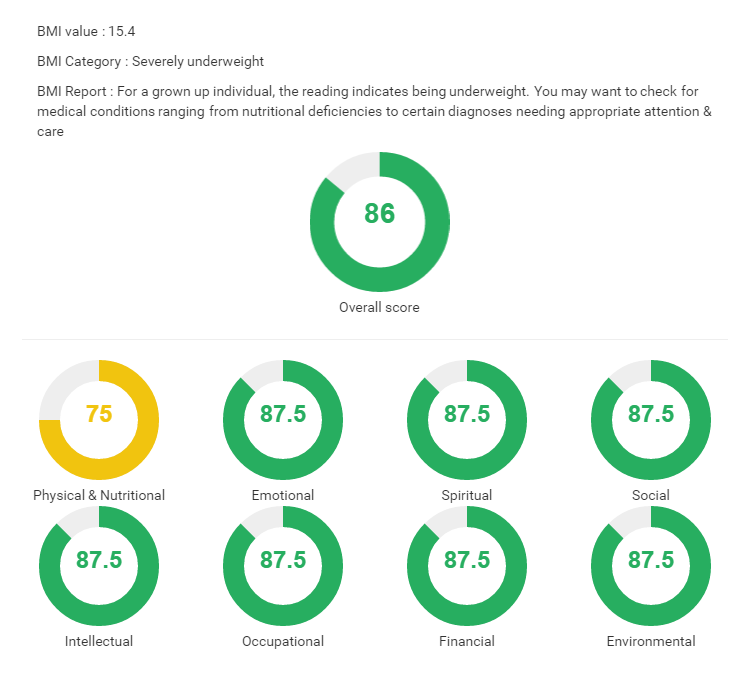 BMI value : 15.4
BMI Category : Severely underweight
BMI Report : For a grown up individual, the reading indicates being underweight. You may want to check for
medical conditions ranging from nutritional deficiencies to certain diagnoses needing appropriate attention &
care
86
Overall score
75 87.5 87.5 87.5
Physical & Nutritional Emotional Spiritual Social
87.5 87.5 87.5 87.5
Intellectual Occupational Financial Environmental